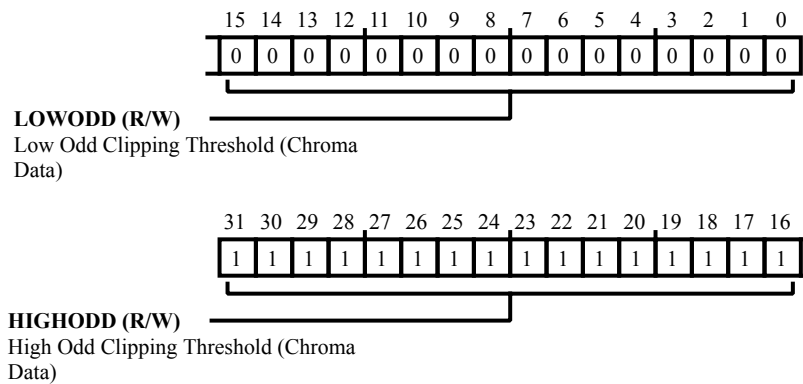 15 14 13 12 11 10 9 8 7 6 5 4 3 2 1 0
0 0 0 0 0 0 0 0 0 0 0 0 0 0 0 0
LOWODD (R/W)
Low Odd Clipping Threshold (Chroma
Data)
31 30 29 28 27 26 25 24 23 22 21 20 19 18 17 16
1 1 1 1 1 1 1 1 1 1 1 1 1 1 1 1
HIGHODD (R/W)
High Odd Clipping Threshold (Chroma
Data)